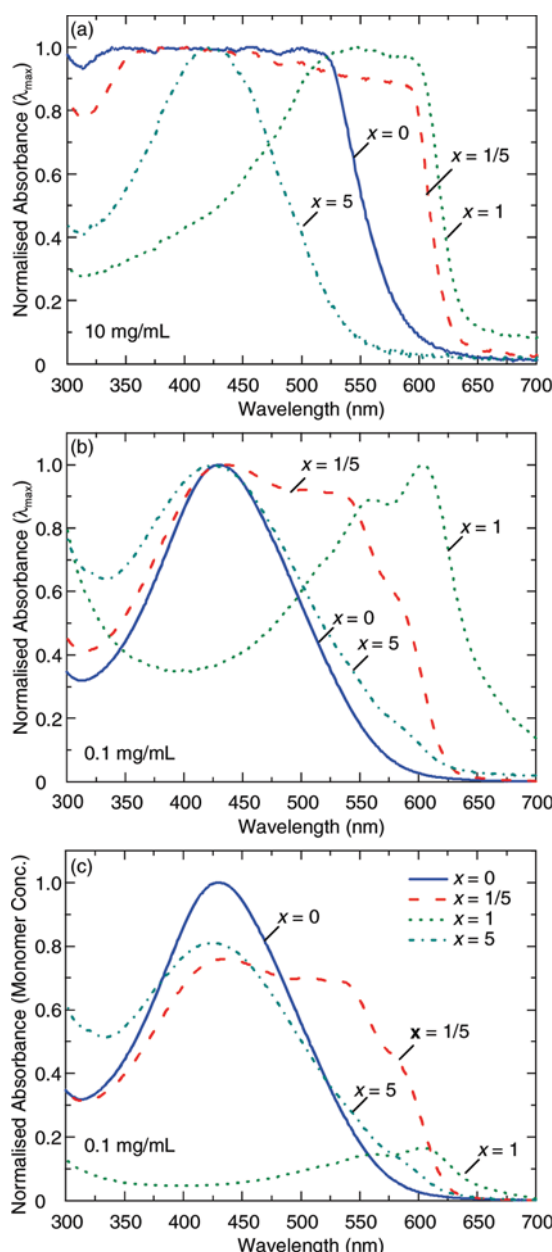 (a)
Normalised Absorbance (λmax)
1.0
0.8
0.6
0.4
0.2
0
x = 0
x = 1/5
x = 5
x = 1
10 mg/mL
300 350 400 450 500 550 600 650 700
Wavelength (nm)
(b)
Normalised Absorbance (λmax)
1.0
0.8
0.6
0.4
0.2
0
x = 1/5
x = 1
x = 0
x = 5
0.1 mg/mL
300 350 400 450 500 550 600 650 700
Wavelength (nm)
(c)
Normalised Absorbance (Monomer Conc.)
1.0
0.8
0.6
0.4
0.2
0
x = 0
x = 1/5
x = 1
x = 5
x = 0
x = 1/5
x = 5
x = 1
0.1 mg/mL
300 350 400 450 500 550 600 650 700
Wavelength (nm)